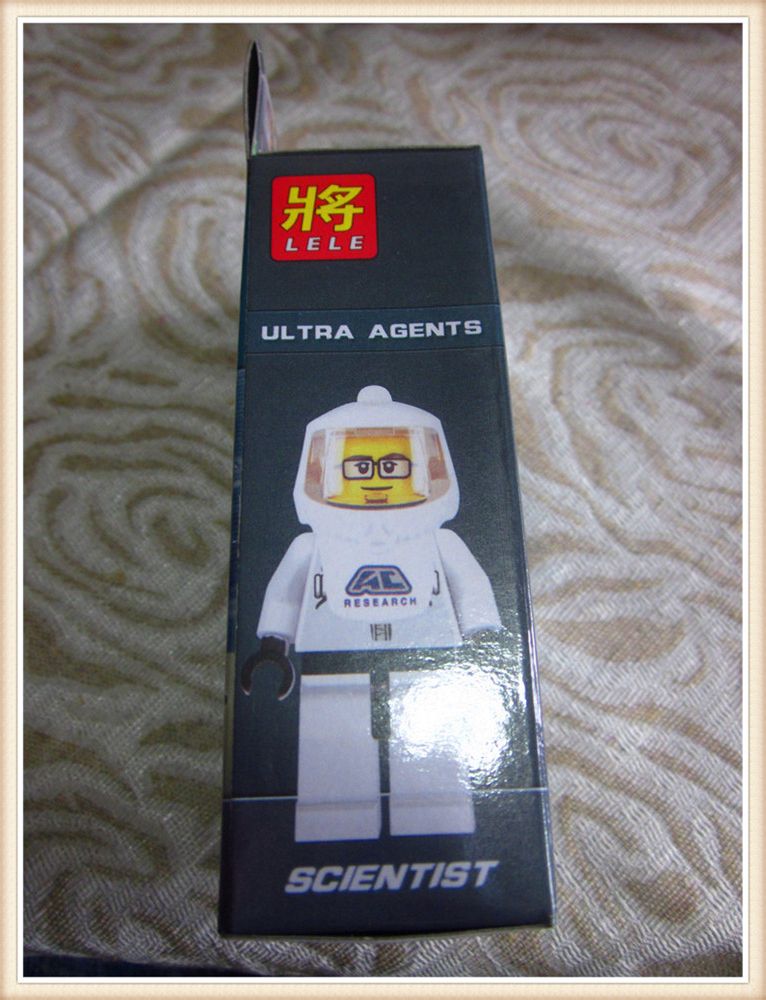 將
LELE
ULTRA AGENTS
AC
RESEARCH
SCIENTIST